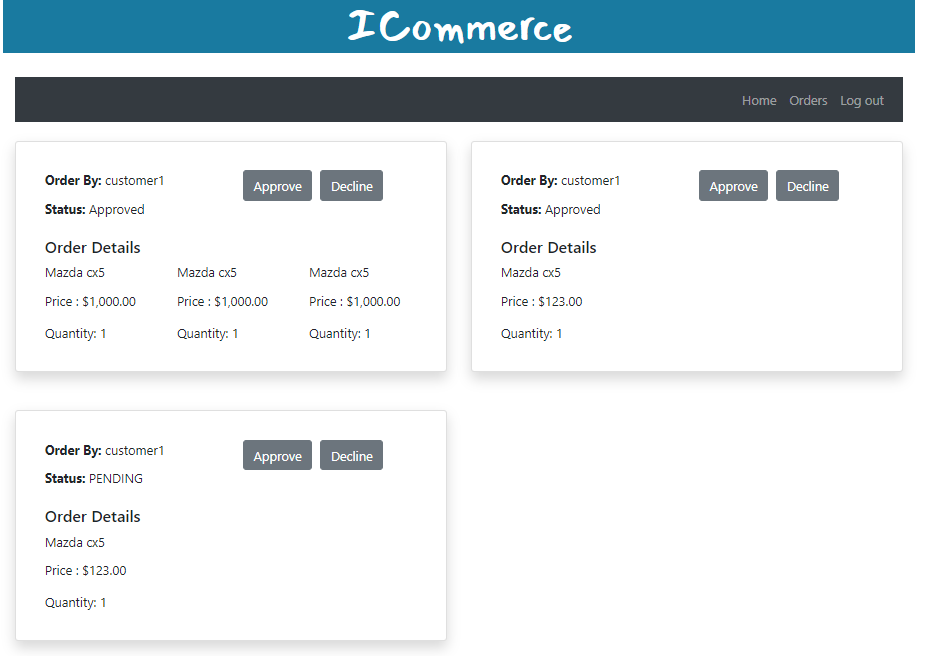 ICommerce
Home Orders Log out
Order By: customer1 Approve Decline
Status: Approved
Order Details
Mazda cx5 Mazda cx5 Mazda cx5
Price : $1,000.00 Price : $1,000.00 Price : $1,000.00
Quantity: 1 Quantity: 1 Quantity: 1
Order By: customer1 Approve Decline
Status: Approved
Order Details
Mazda cx5
Price : $123.00
Quantity: 1
Order By: customer1 Approve Decline
Status: PENDING
Order Details
Mazda cx5
Price : $123.00
Quantity: 1